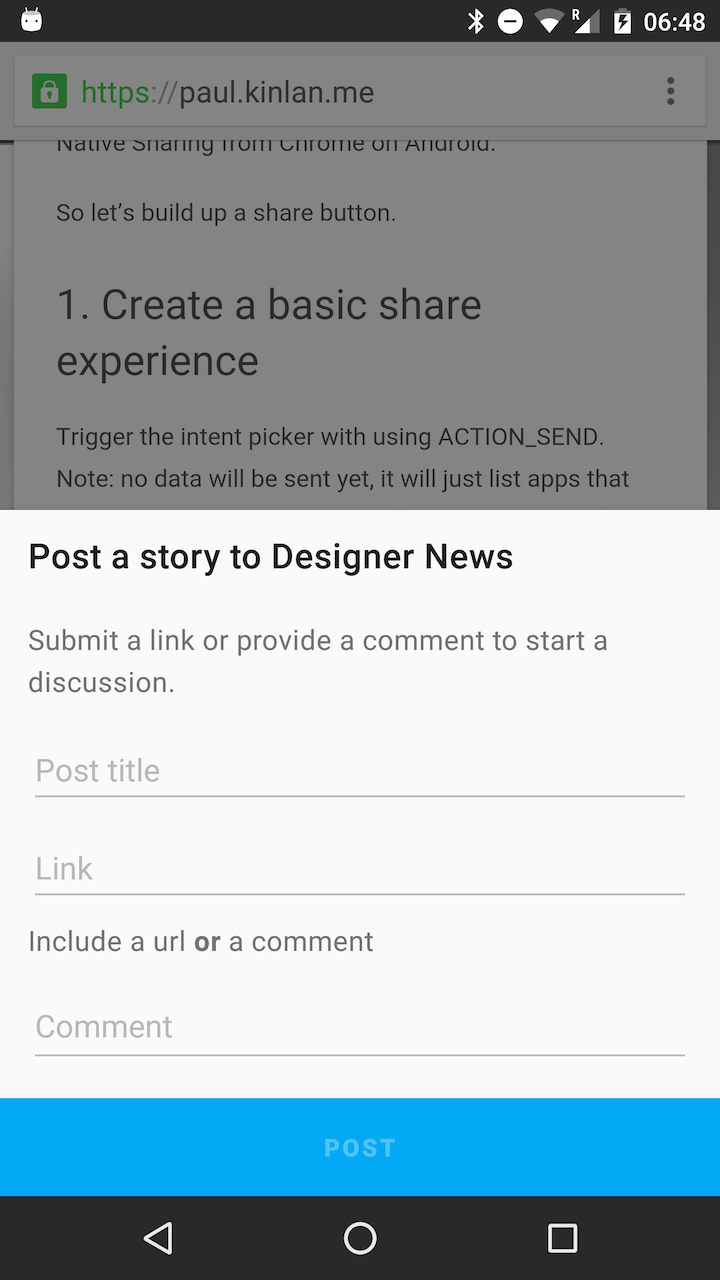 R
06:48
https://paul.kinlan.me
Native Sharing from Chrome on Android.
So let’s build up a share button.
1. Create a basic share
experience
Trigger the intent picker with using ACTION_SEND.
Note: no data will be sent yet, it will just list apps that
Post a story to Designer News
Submit a link or provide a comment to start a
discussion.
Post title
Link
Include a url or a comment
Comment
POST